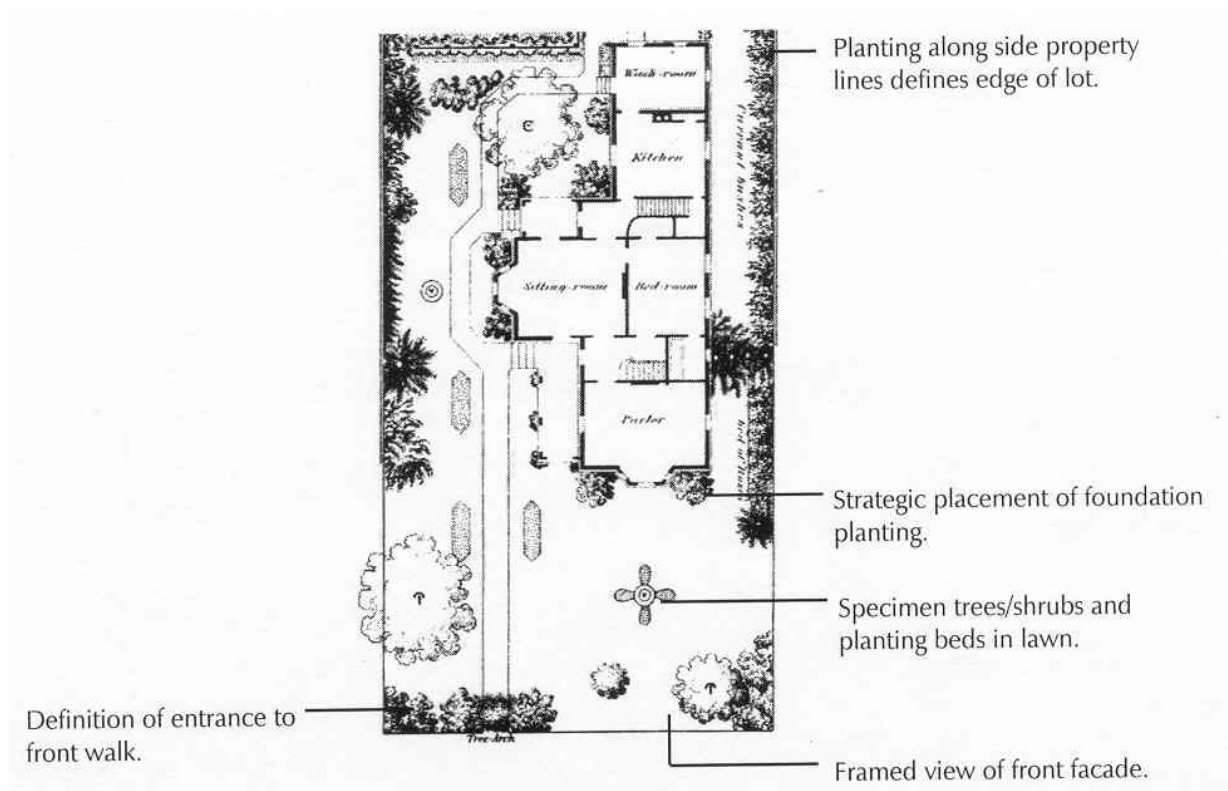 Planting along side property
lines defines edge of lot.
Wash-room
Kitchen
Currant bushes
C
Sitting-room
Bed-room
Parlor
bed of
Strategic placement of foundation
planting.
T
Specimen trees/shrubs and
planting beds in lawn.
T
Definition of entrance to
front walk.
Tree Arch
Framed view of front facade.